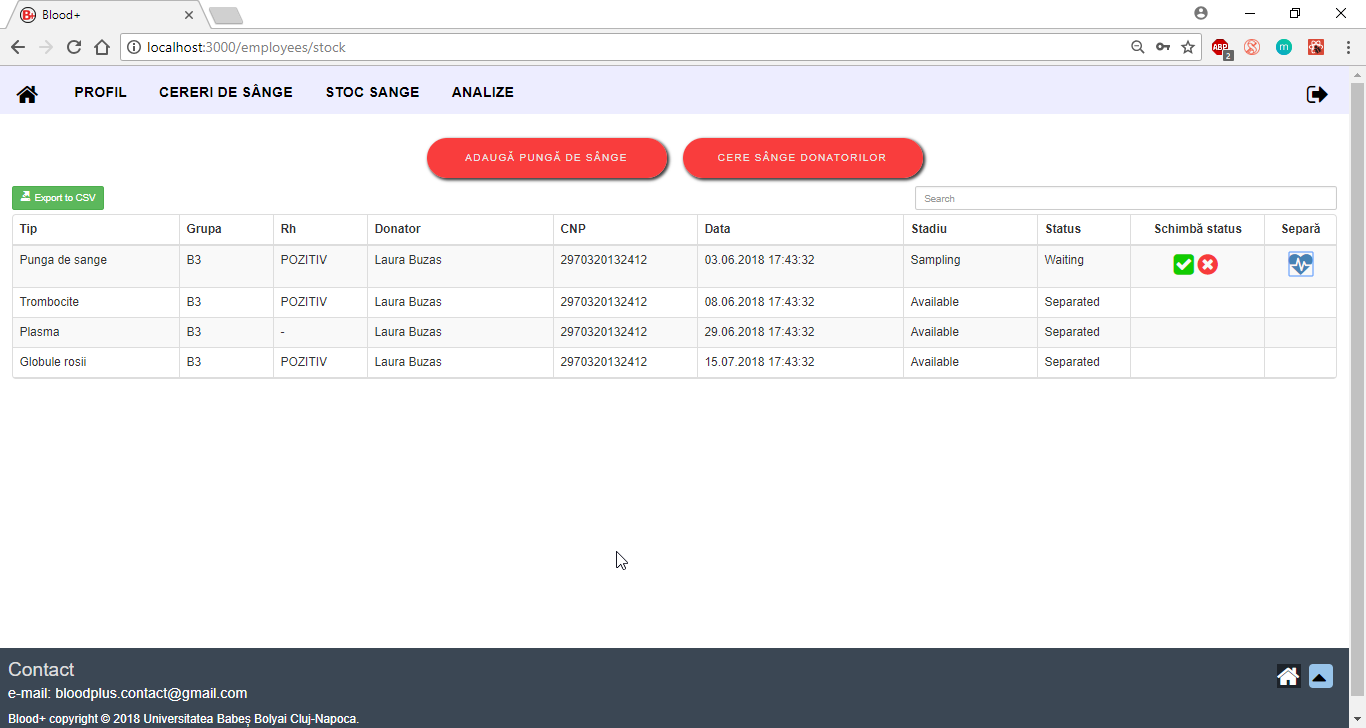 Blood+
localhost:3000/employees/stock
ABP
2
m
PROFIL CERERI DE SÂNGE STOC SANGE ANALIZE
ADAUGĂ PUNGĂ DE SÂNGE CERE SÂNGE DONATORILOR
Export to CSV Search
Tip Grupa Rh Donator CNP Data Stadiu Status Schimbă status Separă
Punga de sange B3 POZITIV Laura Buzas 2970320132412 03.06.2018 17:43:32 Sampling Waiting
Trombocite B3 POZITIV Laura Buzas 2970320132412 08.06.2018 17:43:32 Available Separated
Plasma B3 - Laura Buzas 2970320132412 29.06.2018 17:43:32 Available Separated
Globule rosii B3 POZITIV Laura Buzas 2970320132412 15.07.2018 17:43:32 Available Separated
Contact
e-mail: bloodplus.contact@gmail.com
Blood+ copyright © 2018 Universitatea Babeș Bolyai Cluj-Napoca.